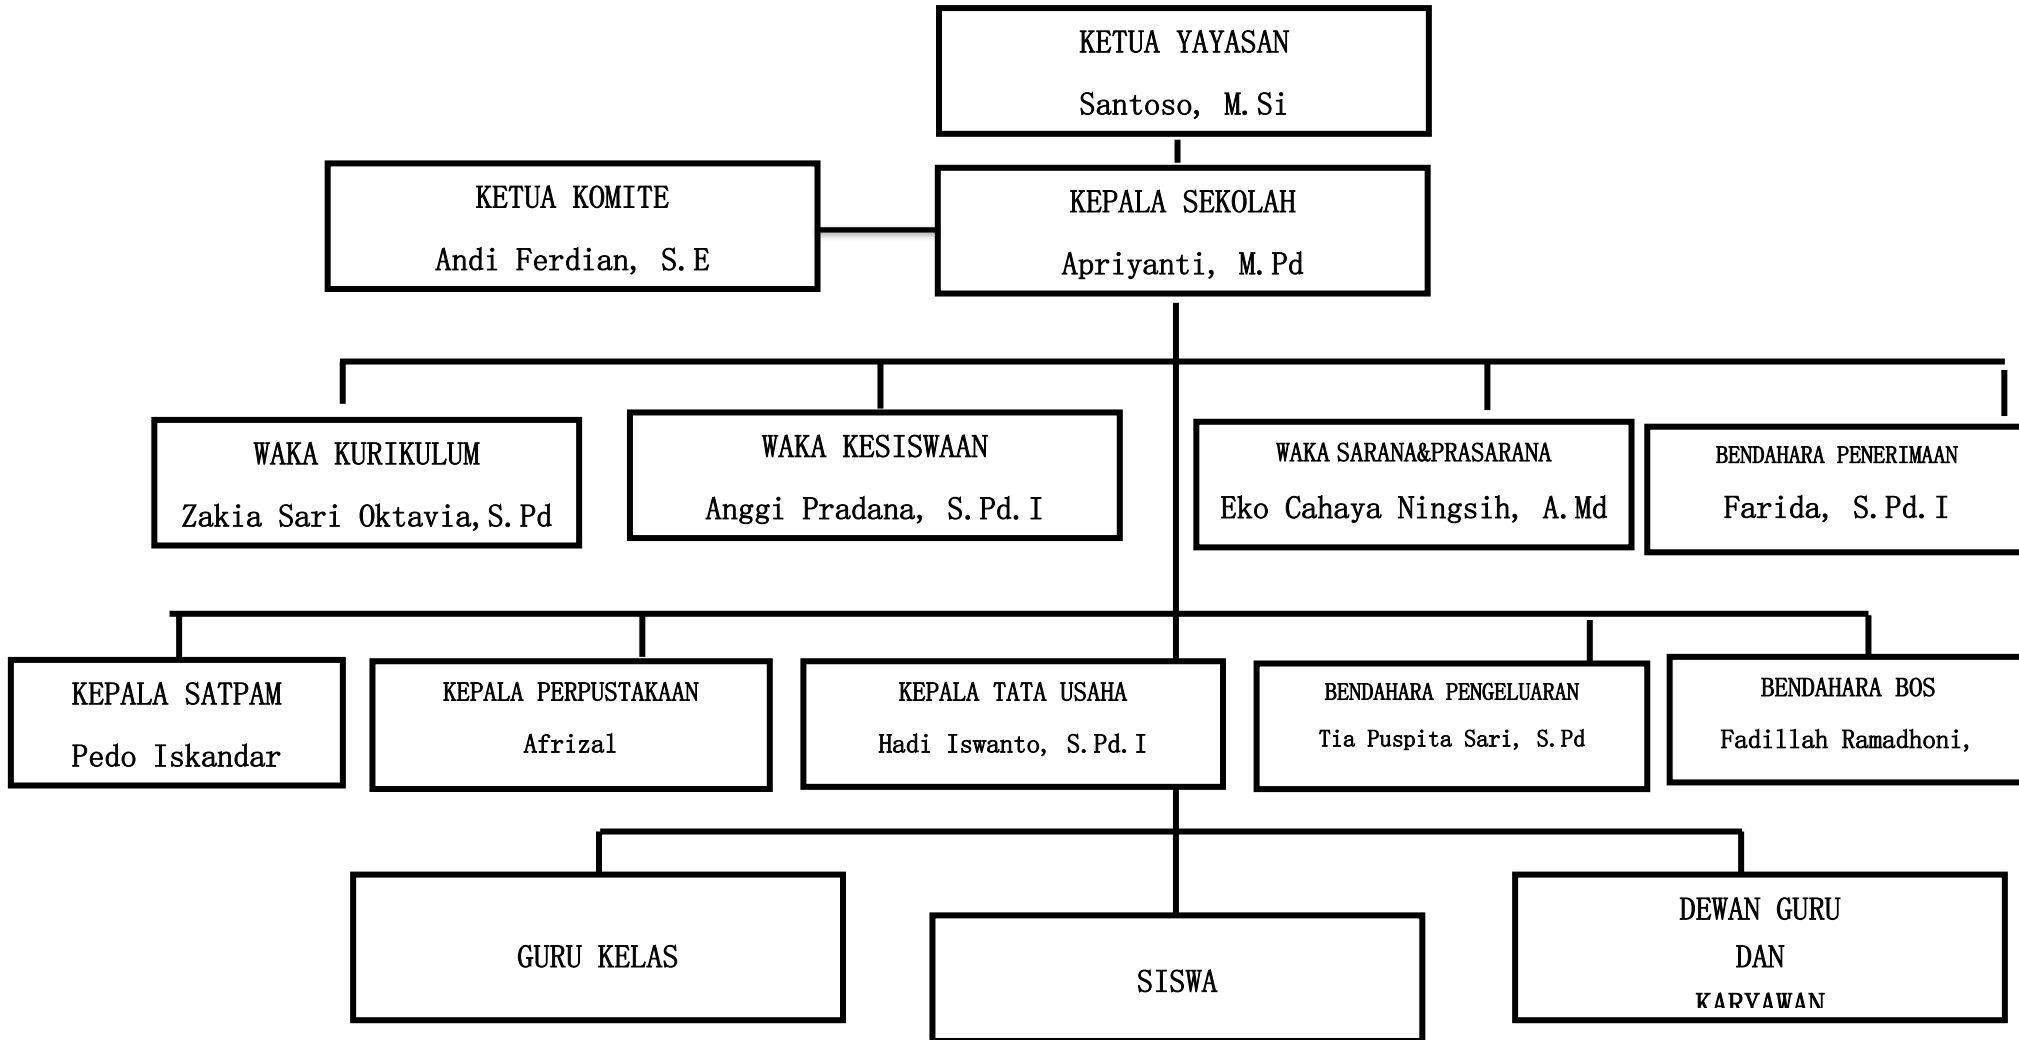 KETUA YAYASAN
Santoso, M.Si
KETUA KOMITE
Andi Ferdian, S.E
KEPALA SEKOLAH
Apriyanti, M.Pd
WAKA KURIKULUM
Zakia Sari Oktavia,S.Pd
WAKA KESISWAAN
Anggi Pradana, S.Pd.I
WAKA SARANA&PRASARANA
Eko Cahaya Ningsih, A.Md
BENDAHARA PENERIMAAN
Farida, S.Pd.I
KEPALA SATPAM
Pedo Iskandar
KEPALA PERPUSTAKAAN
Afrizal
KEPALA TATA USAHA
Hadi Iswanto, S.Pd.I
BENDAHARA PENGELUARAN
Tia Puspita Sari, S.Pd
BENDAHARA BOS
Fadillah Ramadhoni,
GURU KELAS
SISWA
DEWAN GURU
DAN
KARYAWAN